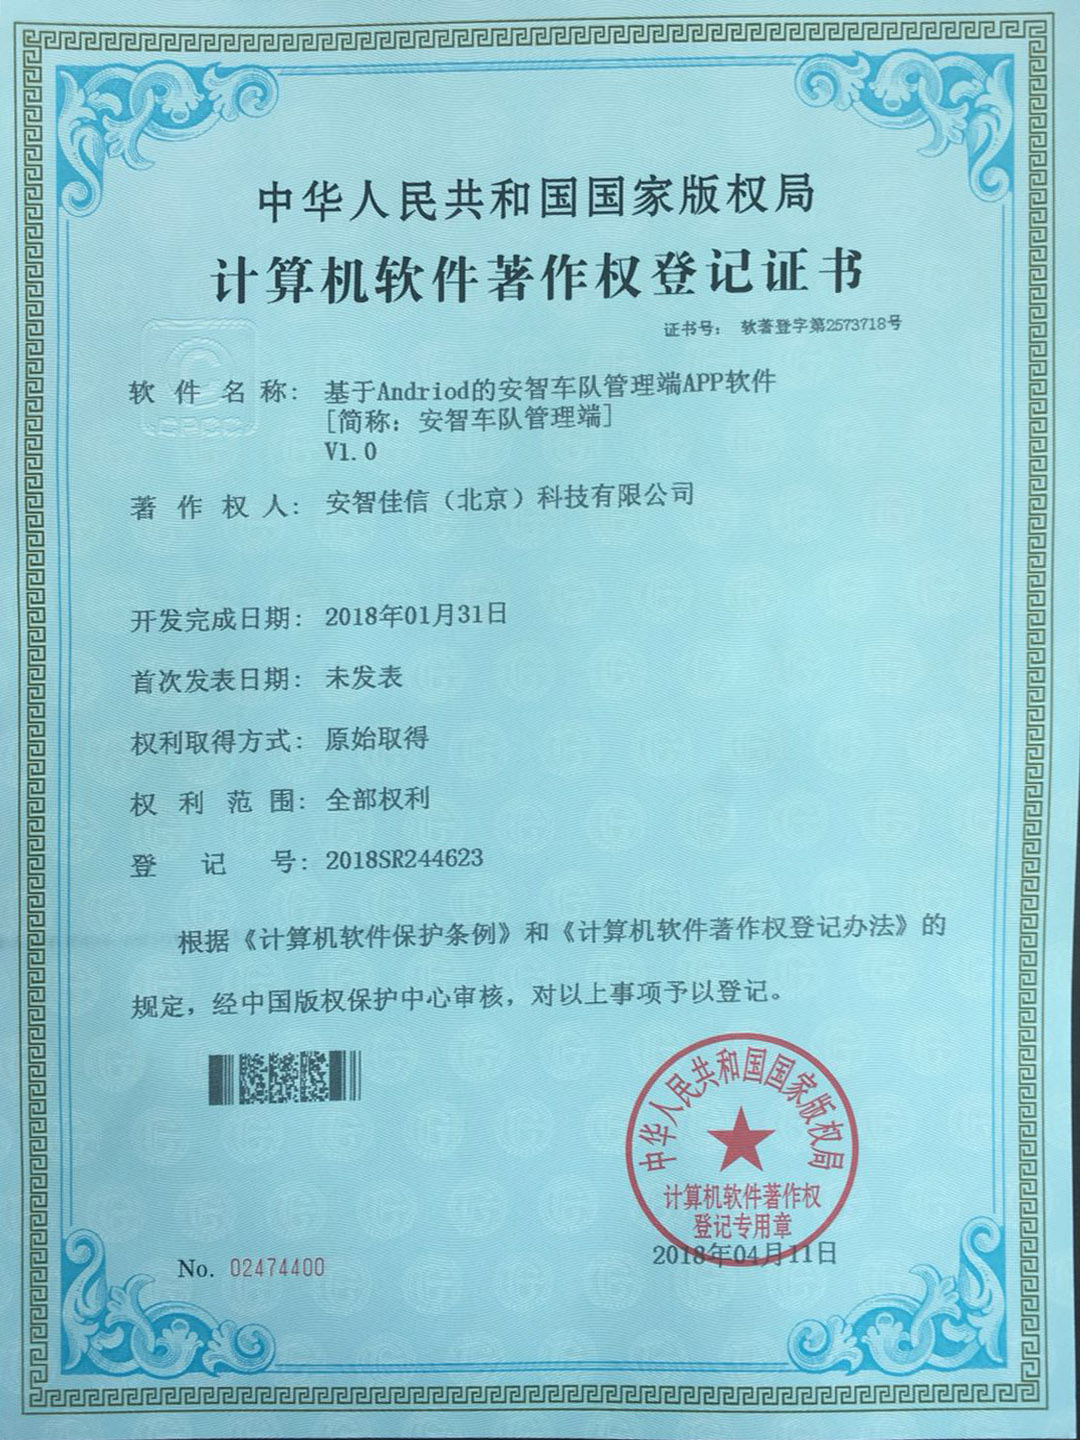 中华人民共和国国家版权局
计算机软件著作权登记证书
证书号： 软著登字第2573718号
软件名称： 基于Andriod的安智车队管理端APP软件
[简称：安智车队管理端]
V1.0
著作权人： 安智佳信（北京）科技有限公司
开发完成日期： 2018年01月31日
首次发表日期： 未发表
权利取得方式： 原始取得
权利范围： 全部权利
登记号： 2018SR244623
根据《计算机软件保护条例》和《计算机软件著作权登记办法》的
规定，经中国版权保护中心审核，对以上事项予以登记。
中华人民共和国国家版权局
计算机软件著作权
登记专用章
2018年04月11日
No. 02474400